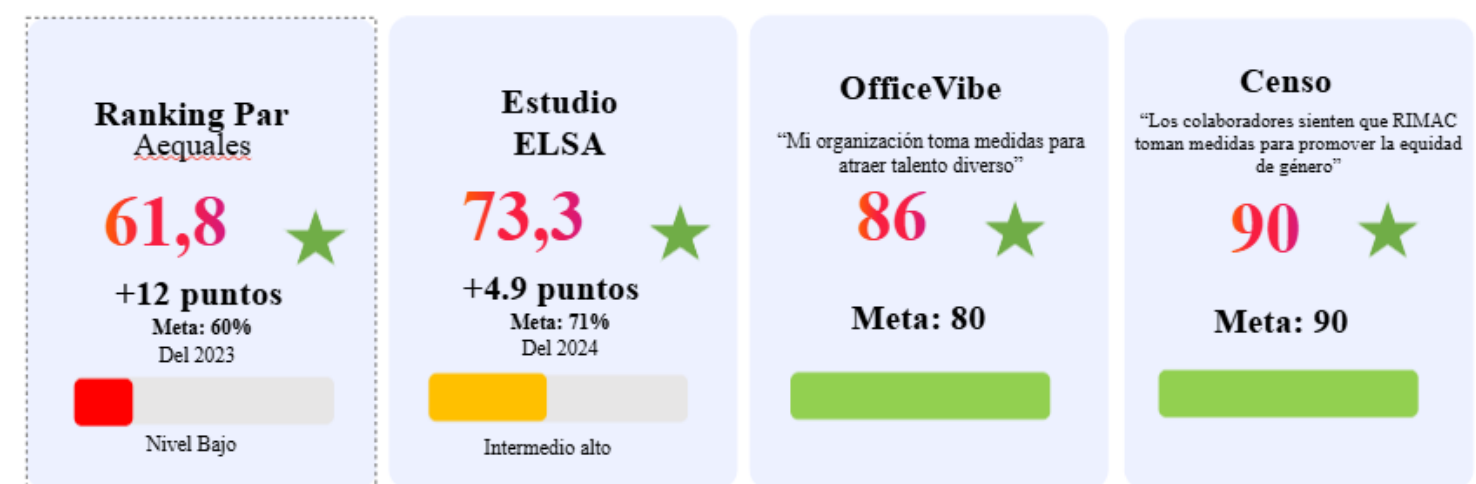 Ranking Par
Aequales
61,8
+12 puntos
Meta: 60%
Del 2023
Nivel Bajo
Estudio
ELSA
73,3
+4.9 puntos
Meta: 71%
Del 2024
Intermedio alto
OfficeVibe
“Mi organización toma medidas para
atraer talento diverso”
86
Meta: 80
Censo
“Los colaboradores sienten que RIMAC
toman medidas para promover la equidad
de género”
90
Meta: 90